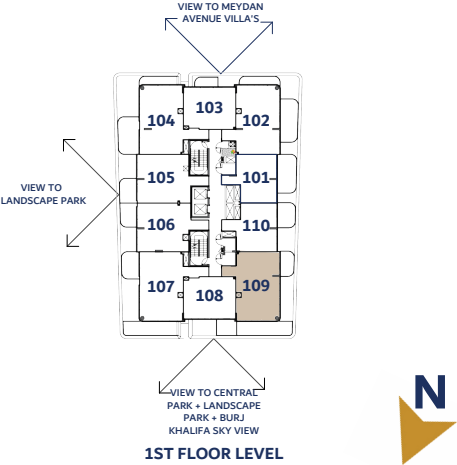 VIEW TO MEYDAN
AVENUE VILLA'S
103
104
102
105
101
VIEW TO
LANDSCAPE PARK
106
110
107
109
108
VIEW TO CENTRAL
PARK + LANDSCAPE
PARK + BURJ
KHALIFA SKY VIEW
1ST FLOOR LEVEL
N